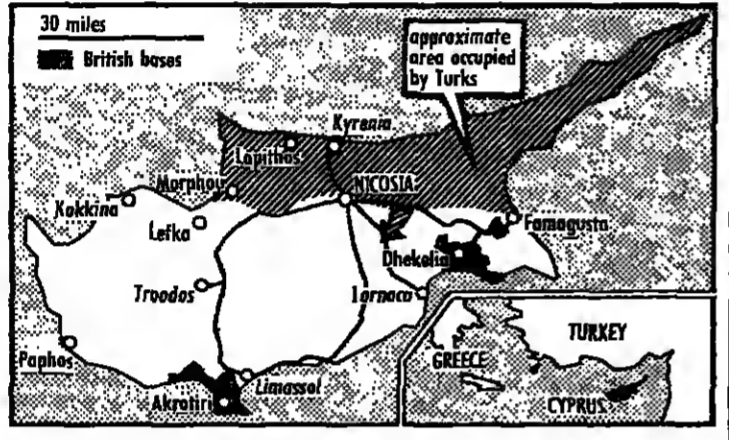 30 miles
British bases
approximate
area occupied
by Turks
Kyrenia
Lapithos
Morphou
NICOSIA
Kokkina
Lefka
Famagusta
Dhekelia
Troodos
Larnaca
Paphos
Limassol
Akrotiri
TURKEY
GREECE
CYPRUS